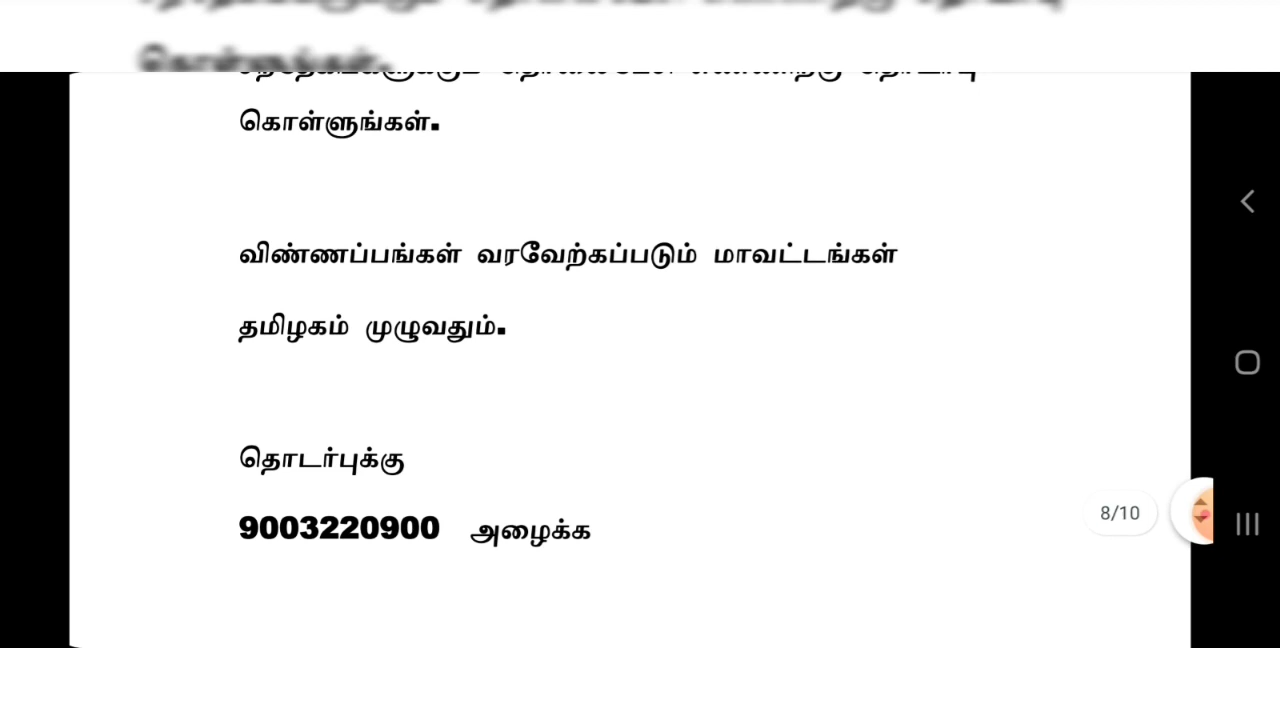 கொள்ளுங்கள்.
விண்ணப்பங்கள் வரவேற்கப்படும் மாவட்டங்கள்
தமிழகம் முழுவதும்.
தொடர்புக்கு
9003220900 அழைக்க
8/10